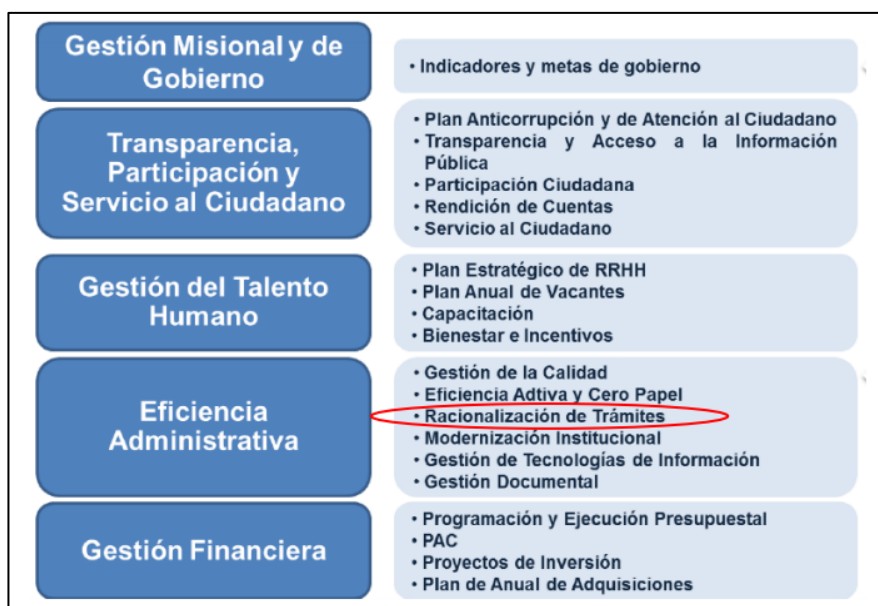 Gestión Misional y de
Gobierno
• Indicadores y metas de gobierno
Transparencia,
Participación y
Servicio al Ciudadano
• Plan Anticorrupción y de Atención al Ciudadano
• Transparencia y Acceso a la Información
Pública
• Participación Ciudadana
• Rendición de Cuentas
• Servicio al Ciudadano
Gestión del Talento
Humano
• Plan Estratégico de RRHH
• Plan Anual de Vacantes
• Capacitación
• Bienestar e Incentivos
Eficiencia
Administrativa
• Gestión de la Calidad
• Eficiencia Adtiva y Cero Papel
• Racionalización de Trámites
• Modernización Institucional
• Gestión de Tecnologías de Información
• Gestión Documental
Gestión Financiera
• Programación y Ejecución Presupuestal
• PAC
• Proyectos de Inversión
• Plan de Anual de Adquisiciones